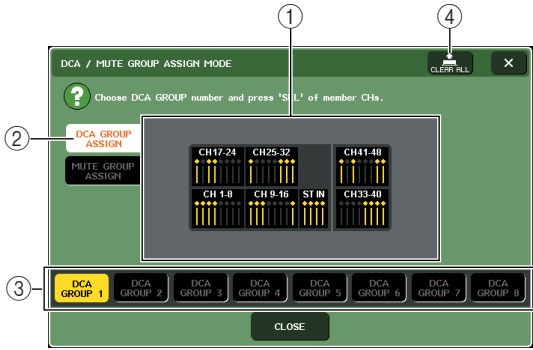 ①
④
DCA / MUTE GROUP ASSIGN MODE
CLEAR ALL
×
? Choose DCA GROUP number and press 'SEL' of member CHs.
②
DCA GROUP
ASSIGN
MUTE GROUP
ASSIGN
CH17-24 CH25-32 CH41-48
CH 1-8 CH 9-16 ST IN CH33-40
③
DCA GROUP 1
DCA GROUP 2
DCA GROUP 3
DCA GROUP 4
DCA GROUP 5
DCA GROUP 6
DCA GROUP 7
DCA GROUP 8
CLOSE